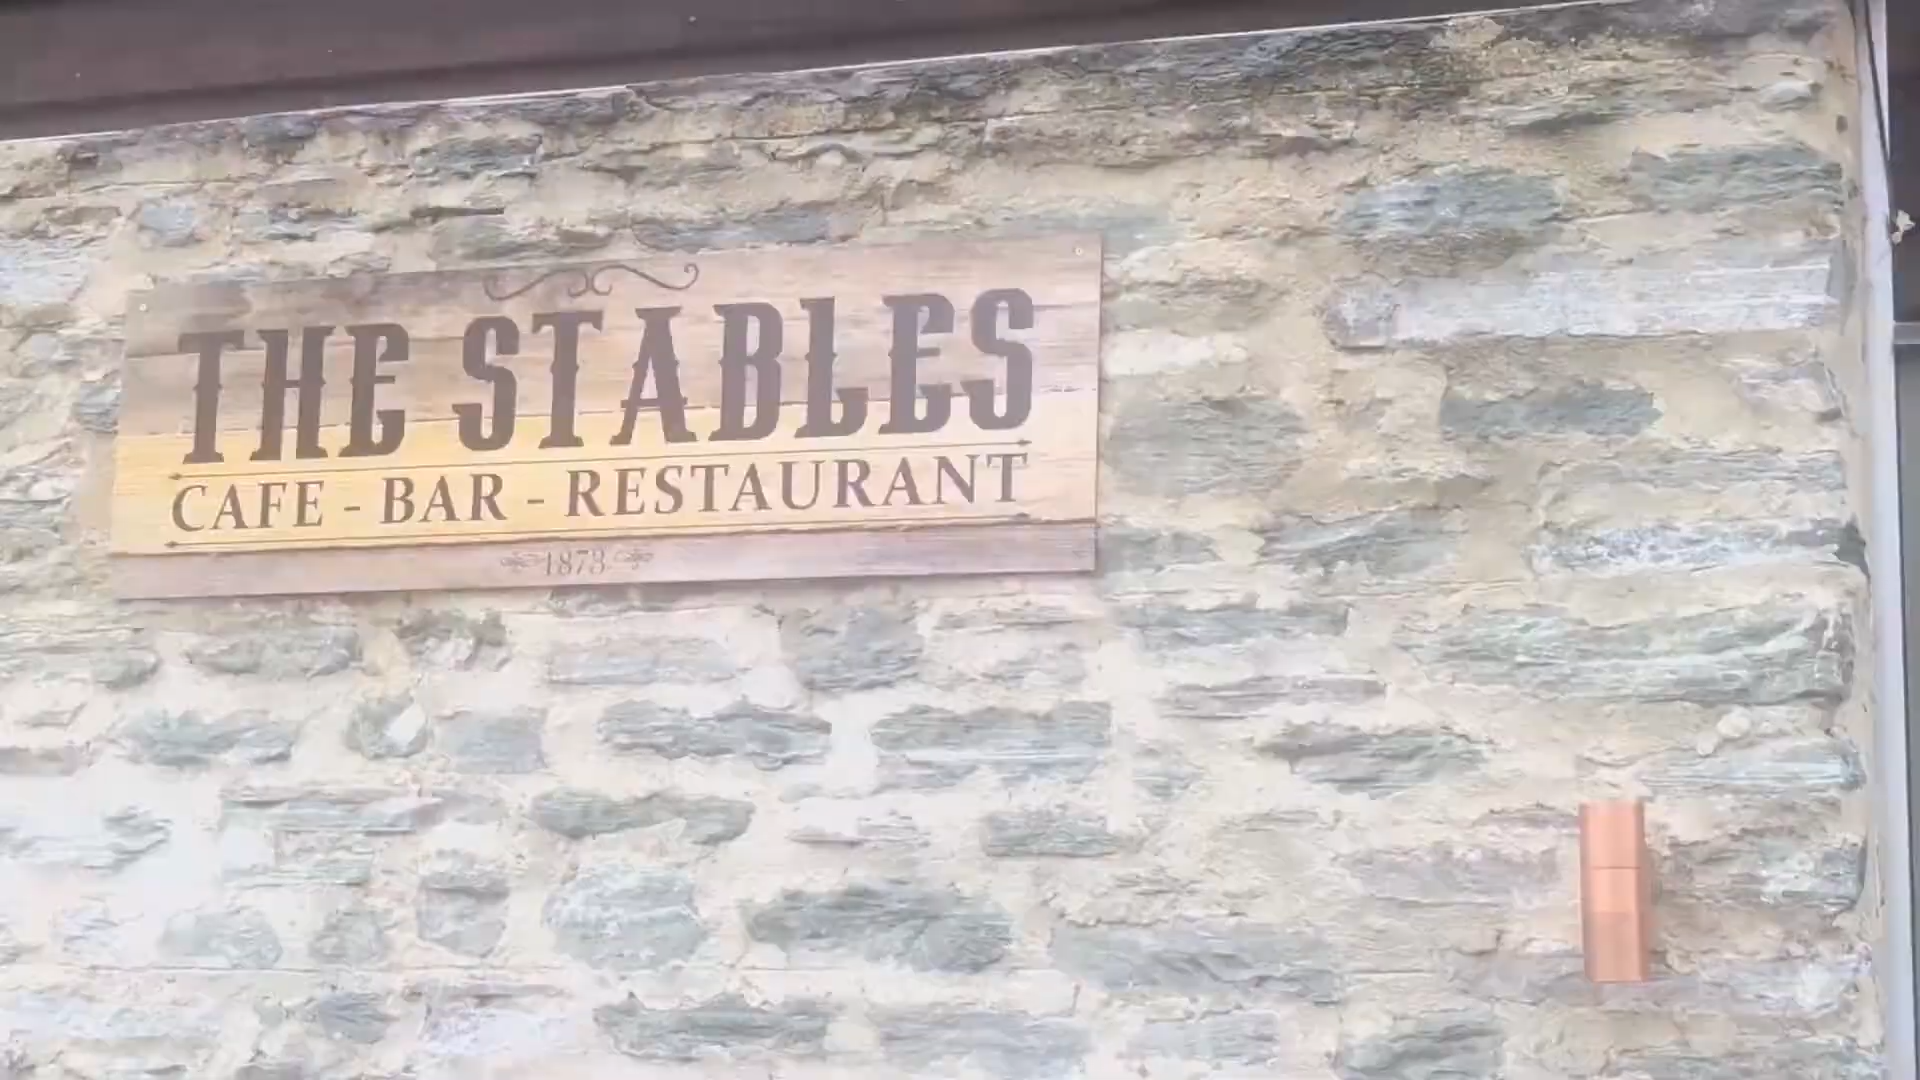 THE STABLES
CAFE - BAR - RESTAURANT
1873